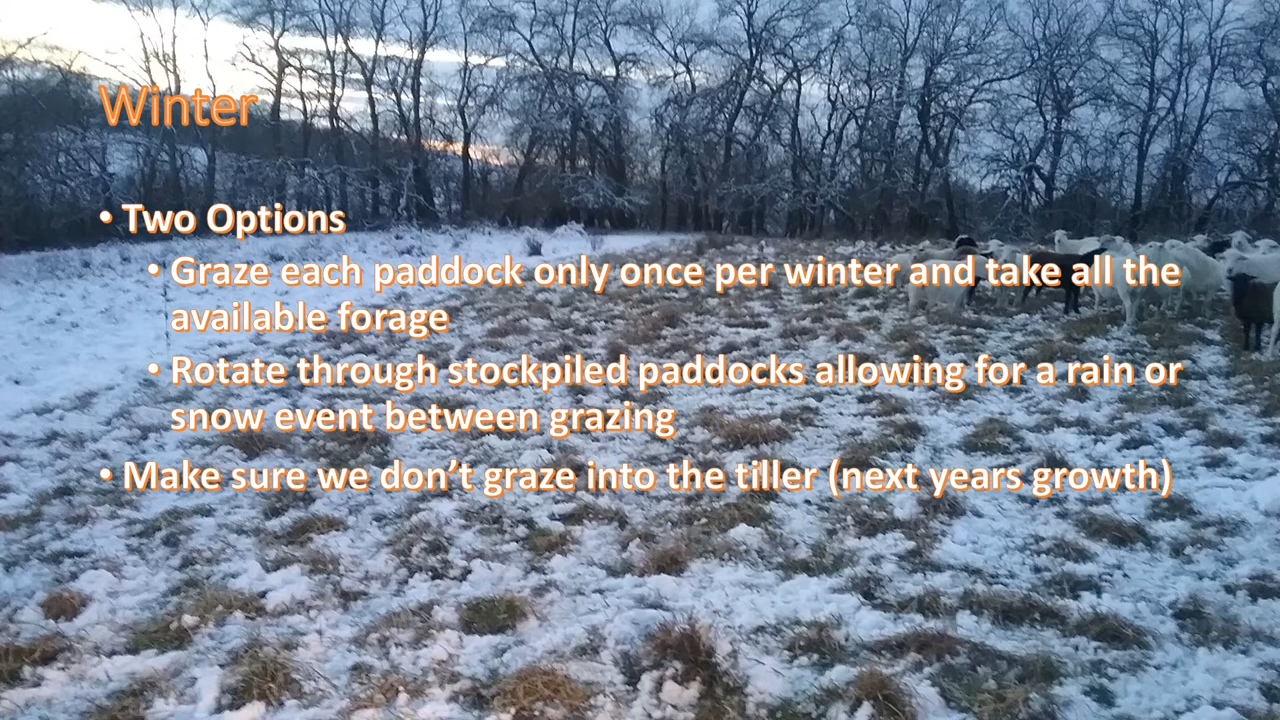 Winter
• Two Options
• Graze each paddock only once per winter and take all the
available forage
• Rotate through stockpiled paddocks allowing for a rain or
snow event between grazing
• Make sure we don’t graze into the tiller (next years growth)